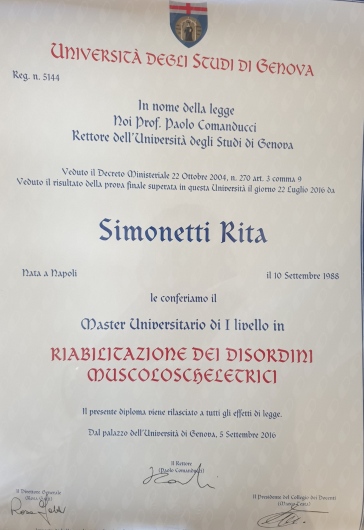 Università degli Studi di Genova
Reg. n. 5144
In nome della legge
Noi Prof. Paolo Comanducci
Rettore dell'Università degli Studi di Genova
Veduto il Decreto Ministeriale 22 Ottobre 2004, n. 270 art. 3 comma 9
Veduto il risultato della prova finale superata in questa Università il giorno 22 Luglio 2016 da
Simonetti Rita
Nata a Napoli il 10 Settembre 1988
le conferiamo il
Master Universitario di I livello in
RIABILITAZIONE DEI DISORDINI
MUSCOLOSCHELETRICI
Il presente diploma viene rilasciato a tutti gli effetti di legge.
Dal palazzo dell'Università di Genova, 5 Settembre 2016
Il Rettore
(Paolo Comanducci)
Il Direttore Generale
(Rosa
Il Presidente del Collegio dei Docenti